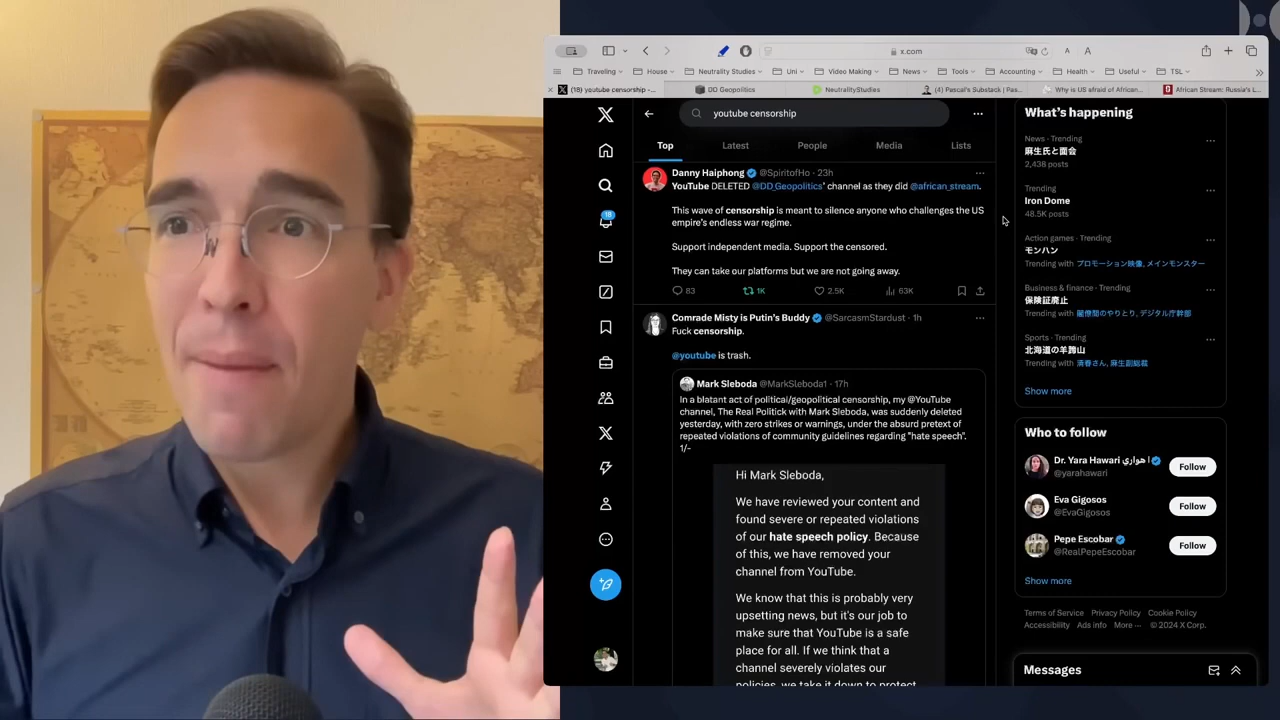 x.com
A
A
Traveling
House
Neutrality Studies
Uni
Video Making
News
Tools
Accounting
Health
Useful
TSL
(18) youtube censorship -...
DD Geopolitics
NeutralityStudies
(4) Pascal's Substack | Pas...
Why is US afraid of African...
African Stream: Russia's L...
youtube censorship
Top
Latest
People
Media
Lists
18
Danny Haiphong @SpiritofHo · 23h
YouTube DELETED @DD_Geopolitics' channel as they did @african_stream.
This wave of censorship is meant to silence anyone who challenges the US
empire's endless war regime.
Support independent media. Support the censored.
They can take our platforms but we are not going away.
83
1K
2.5K
63K
Comrade Misty is Putin's Buddy @SarcasmStardust · 1h
Fuck censorship.
@youtube is trash.
Mark Sleboda @MarkSleboda1 · 17h
In a blatant act of political/geopolitical censorship, my @YouTube
channel, The Real Politick with Mark Sleboda, was suddenly deleted
yesterday, with zero strikes or warnings, under the absurd pretext of
repeated violations of community guidelines regarding "hate speech".
1/-
Hi Mark Sleboda,
We have reviewed your content and
found severe or repeated violations
of our hate speech policy. Because
of this, we have removed your
channel from YouTube.
We know that this is probably very
upsetting news, but it's our job to
make sure that YouTube is a safe
place for all. If we think that a
channel severely violates our
policies, we take it down to protect
What's happening
News · Trending
麻生氏と面会
2,438 posts
Trending
Iron Dome
48.5K posts
Action games · Trending
モンハン
Trending with プロモーション映像, メインモンスター
Business & finance · Trending
保険証廃止
Trending with 閣僚間のやりとり, デジタル庁幹部
Sports · Trending
北海道の羊蹄山
Trending with 清春さん, 麻生副総裁
Show more
Who to follow
Dr. Yara Hawari
@yarahawari
Follow
Eva Gigosos
@EvaGigosos
Follow
Pepe Escobar
@RealPepeEscobar
Follow
Show more
Terms of Service Privacy Policy Cookie Policy
Accessibility Ads info More ··· © 2024 X Corp.
Messages